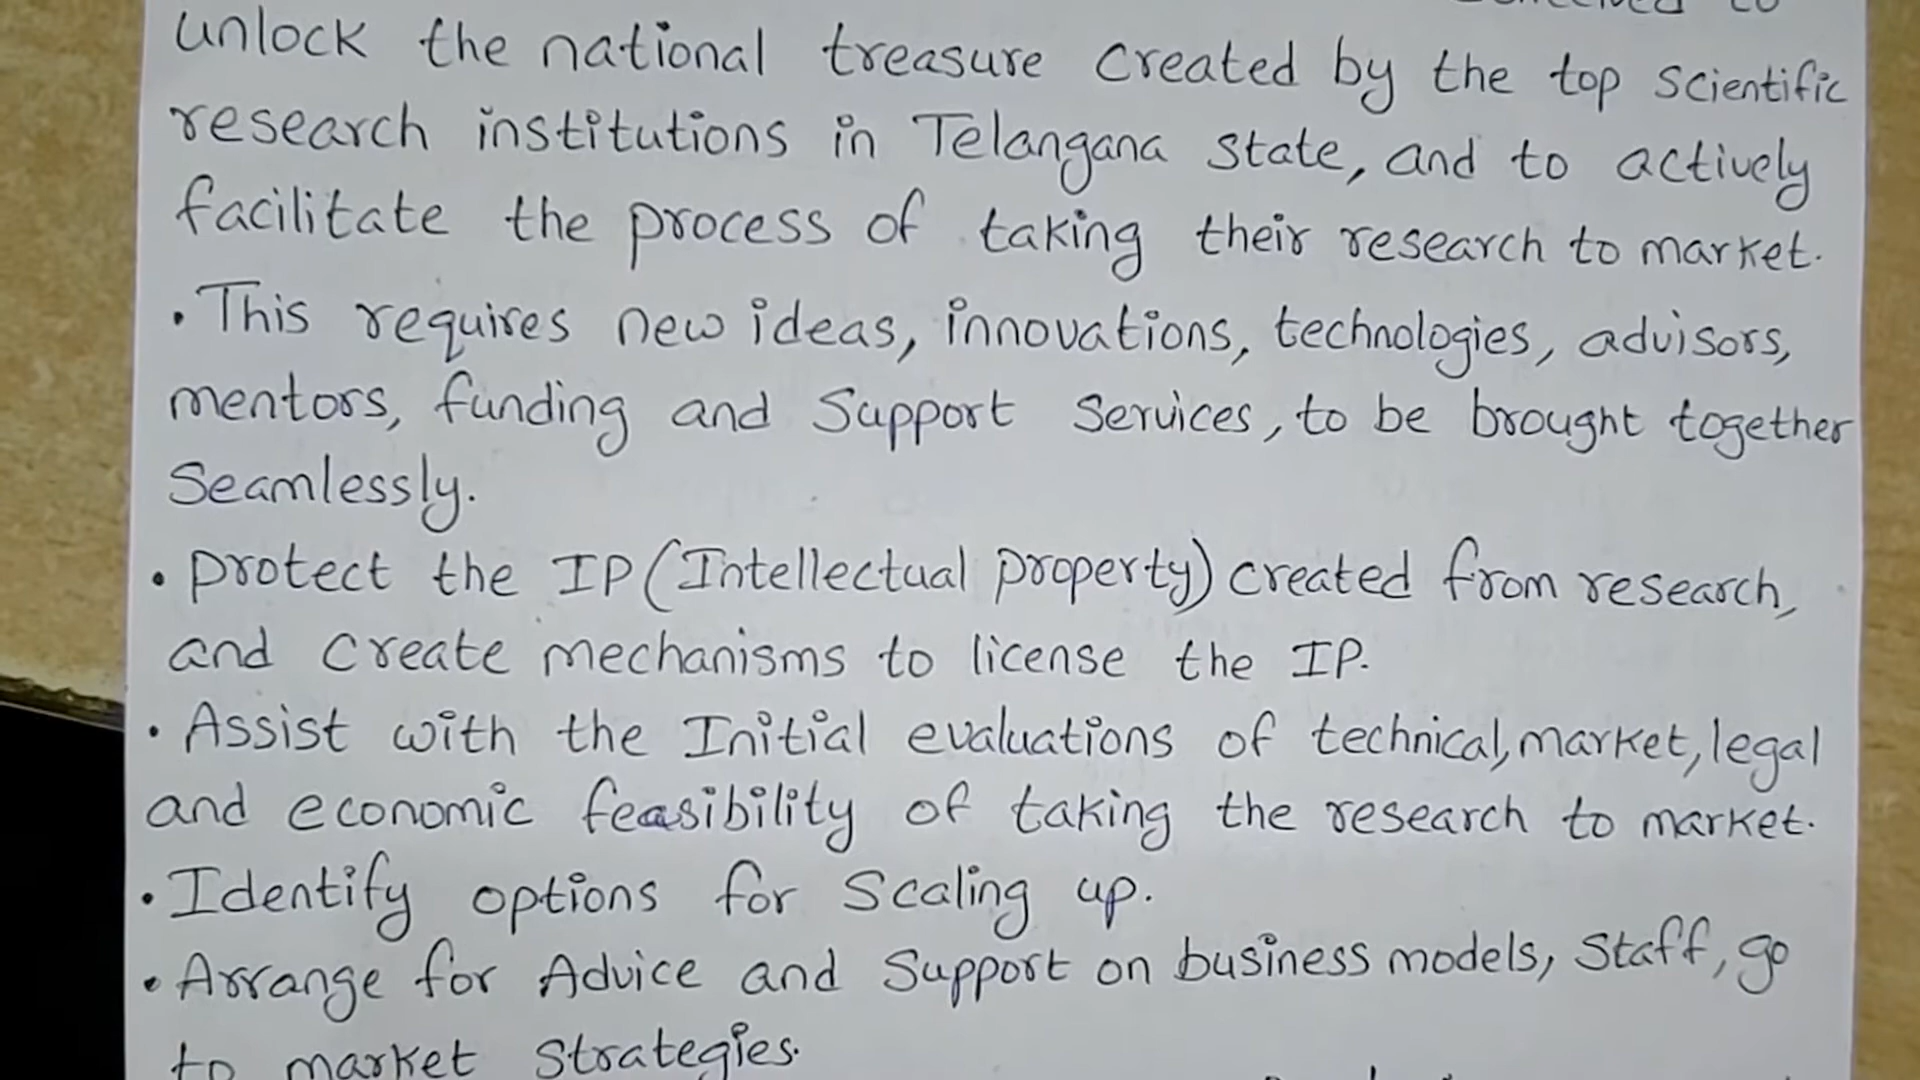 unlock the national treasure created by the top scientific
research institutions in Telangana State, and to actively
facilitate the process of taking their research to market.
• This requires new ideas, innovations, technologies, advisors,
mentors, funding and Support Services, to be brought together
Seamlessly.
• protect the IP (Intellectual property) created from research,
and create mechanisms to license the IP.
• Assist with the Initial evaluations of technical, market, legal
and economic feasibility of taking the research to market.
• Identify options for Scaling up.
• Arrange for Advice and Support on business models, Staff, go
to market Strategies.